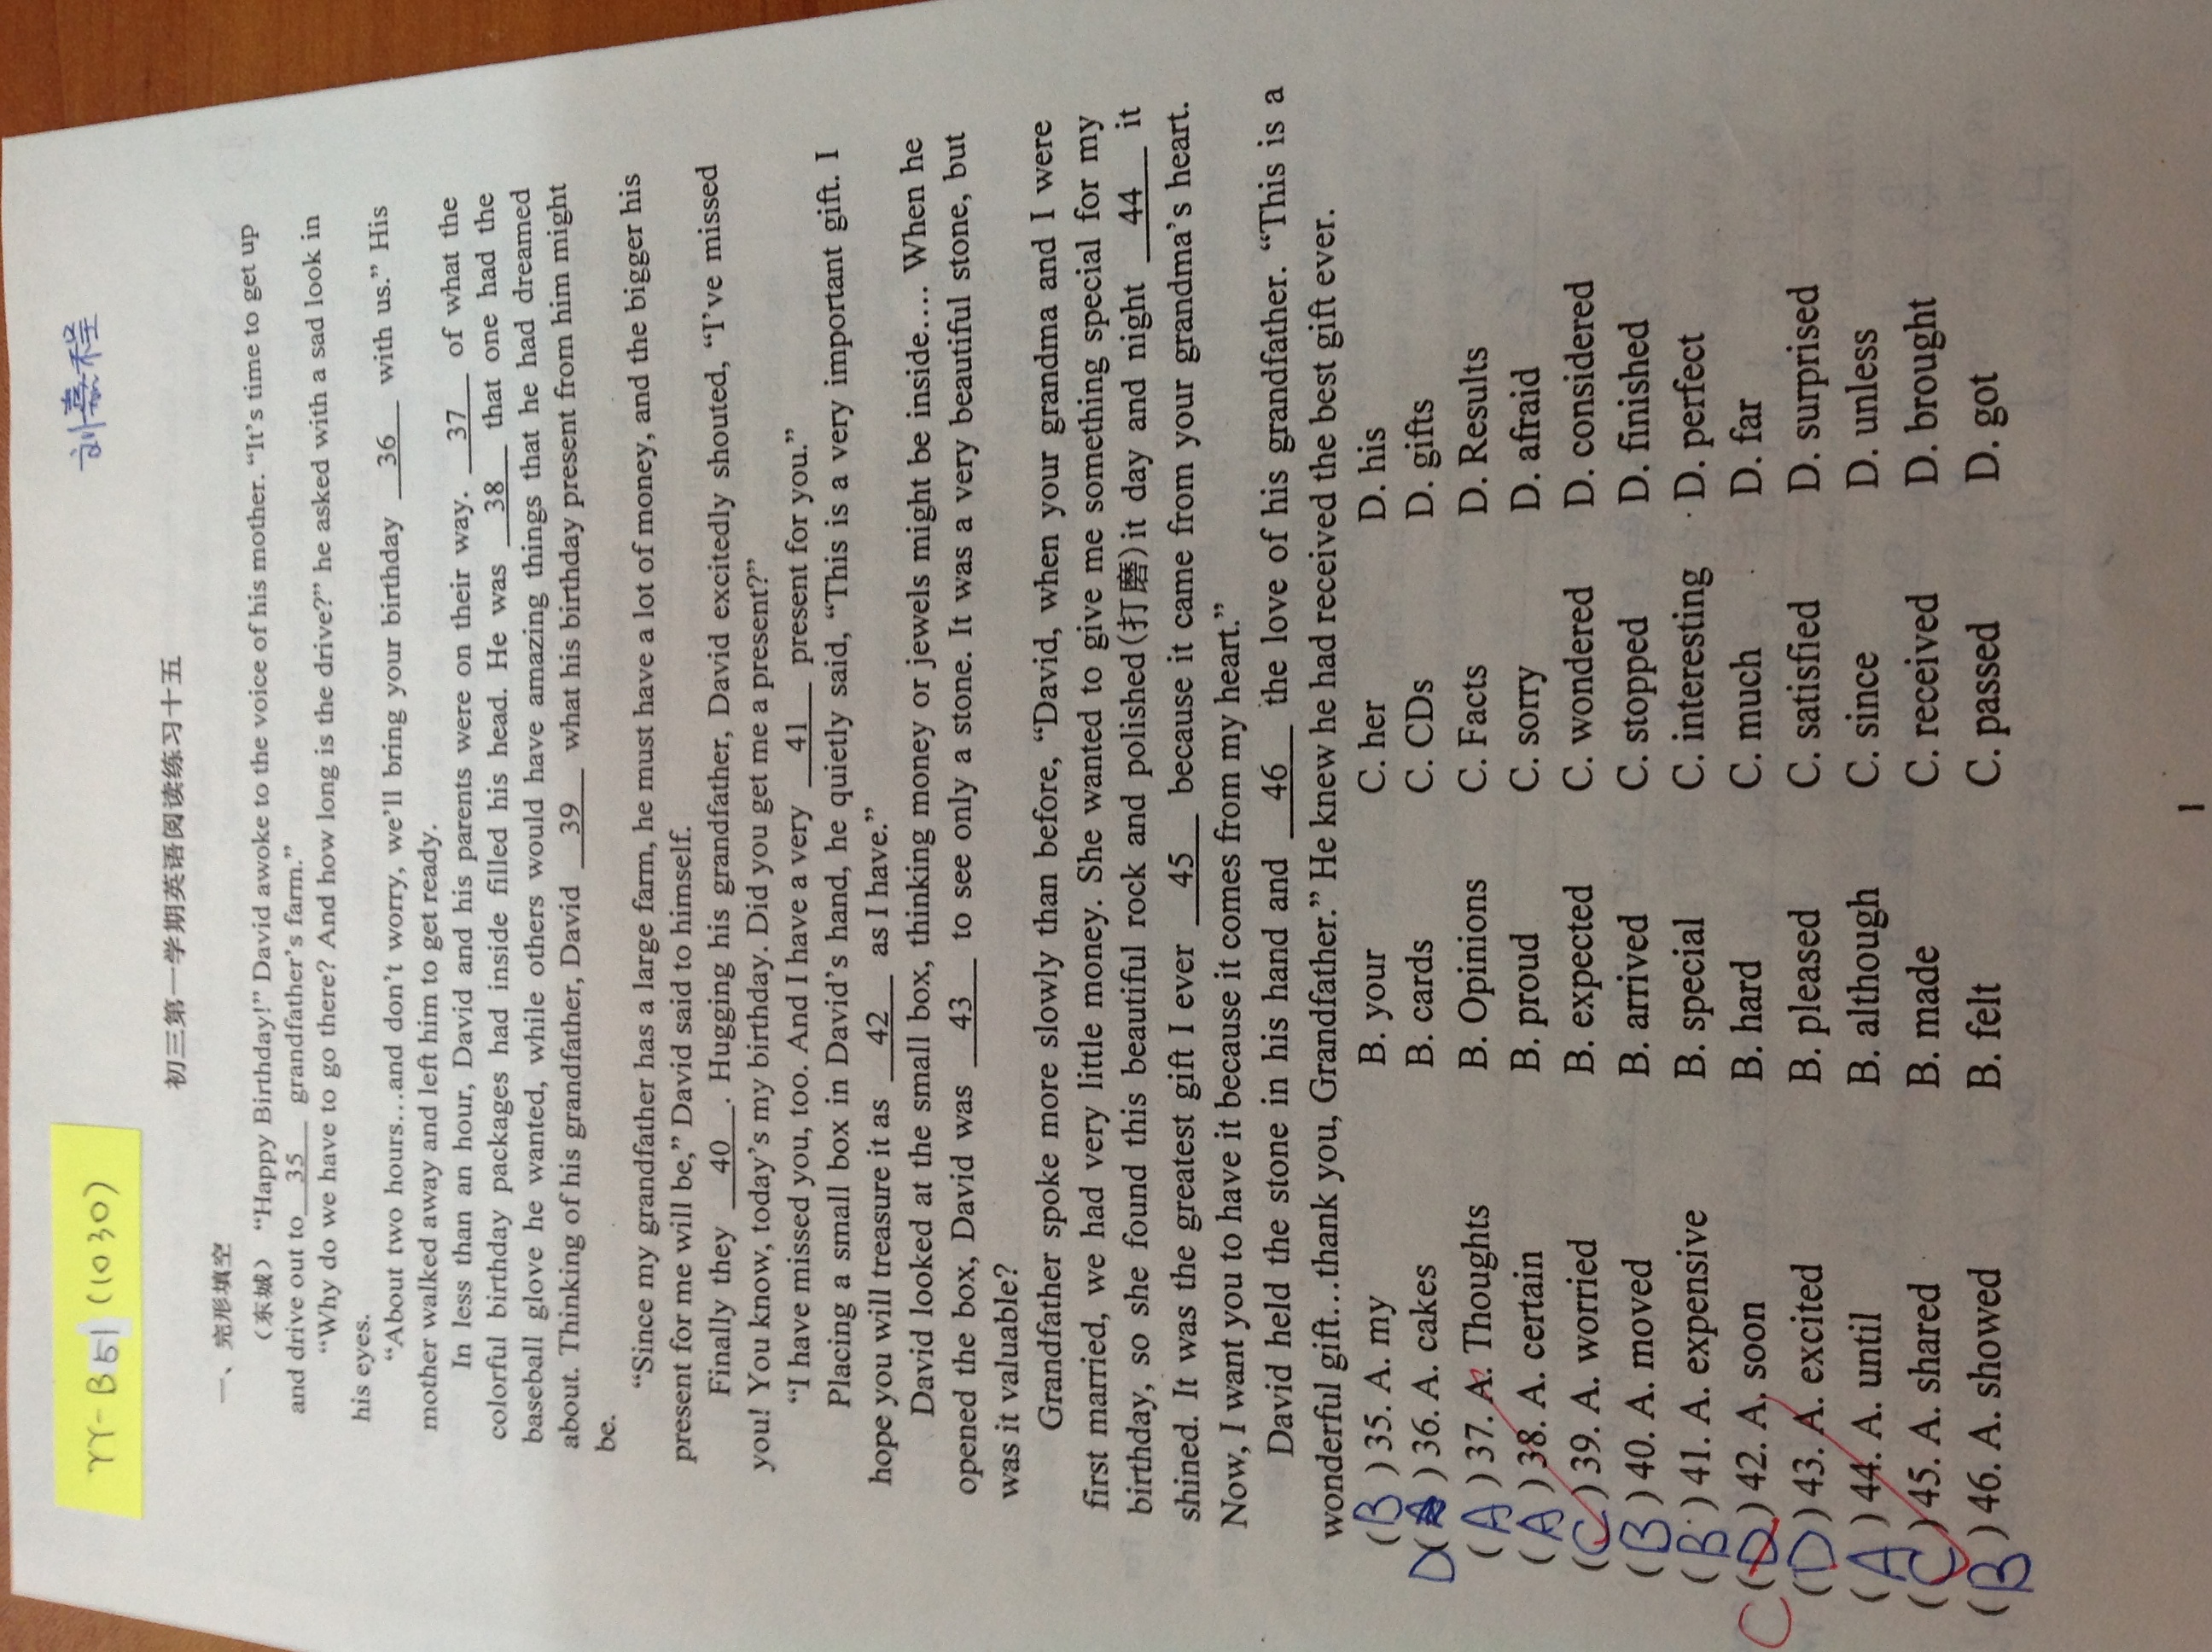 YY-B51 (1030)
刘嘉程
初三第一学期英语阅读练习十五
一、完形填空
（东城） “Happy Birthday!” David awoke to the voice of his mother. “It’s time to get up
and drive out to 35 grandfather’s farm.”
“Why do we have to go there? And how long is the drive?” he asked with a sad look in
his eyes.
“About two hours…and don’t worry, we’ll bring your birthday 36 with us.” His
mother walked away and left him to get ready.
In less than an hour, David and his parents were on their way. 37 of what the
colorful birthday packages had inside filled his head. He was 38 that one had the
baseball glove he wanted, while others would have amazing things that he had dreamed
about. Thinking of his grandfather, David 39 what his birthday present from him might
be.
“Since my grandfather has a large farm, he must have a lot of money, and the bigger his
present for me will be,” David said to himself.
Finally they 40 . Hugging his grandfather, David excitedly shouted, “I’ve missed
you! You know, today’s my birthday. Did you get me a present?”
“I have missed you, too. And I have a very 41 present for you.”
Placing a small box in David’s hand, he quietly said, “This is a very important gift. I
hope you will treasure it as 42 as I have.”
David looked at the small box, thinking money or jewels might be inside…. When he
opened the box, David was 43 to see only a stone. It was a very beautiful stone, but
was it valuable?
Grandfather spoke more slowly than before, “David, when your grandma and I were
first married, we had very little money. She wanted to give me something special for my
birthday, so she found this beautiful rock and polished(打磨)it day and night 44 it
shined. It was the greatest gift I ever 45 because it came from your grandma’s heart.
Now, I want you to have it because it comes from my heart.”
David held the stone in his hand and 46 the love of his grandfather. “This is a
wonderful gift…thank you, Grandfather.” He knew he had received the best gift ever.
(B) 35. A. my B. your C. her D. his
D( ) 36. A. cakes B. cards C. CDs D. gifts
(A) 37. A. Thoughts B. Opinions C. Facts D. Results
(A) 38. A. certain B. proud C. sorry D. afraid
(C) 39. A. worried B. expected C. wondered D. considered
(B) 40. A. moved B. arrived C. stopped D. finished
(B) 41. A. expensive B. special C. interesting D. perfect
C (D) 42. A. soon B. hard C. much D. far
(D) 43. A. excited B. pleased C. satisfied D. surprised
(A) 44. A. until B. although C. since D. unless
(C) 45. A. shared B. made C. received D. brought
(B) 46. A. showed B. felt C. passed D. got
1